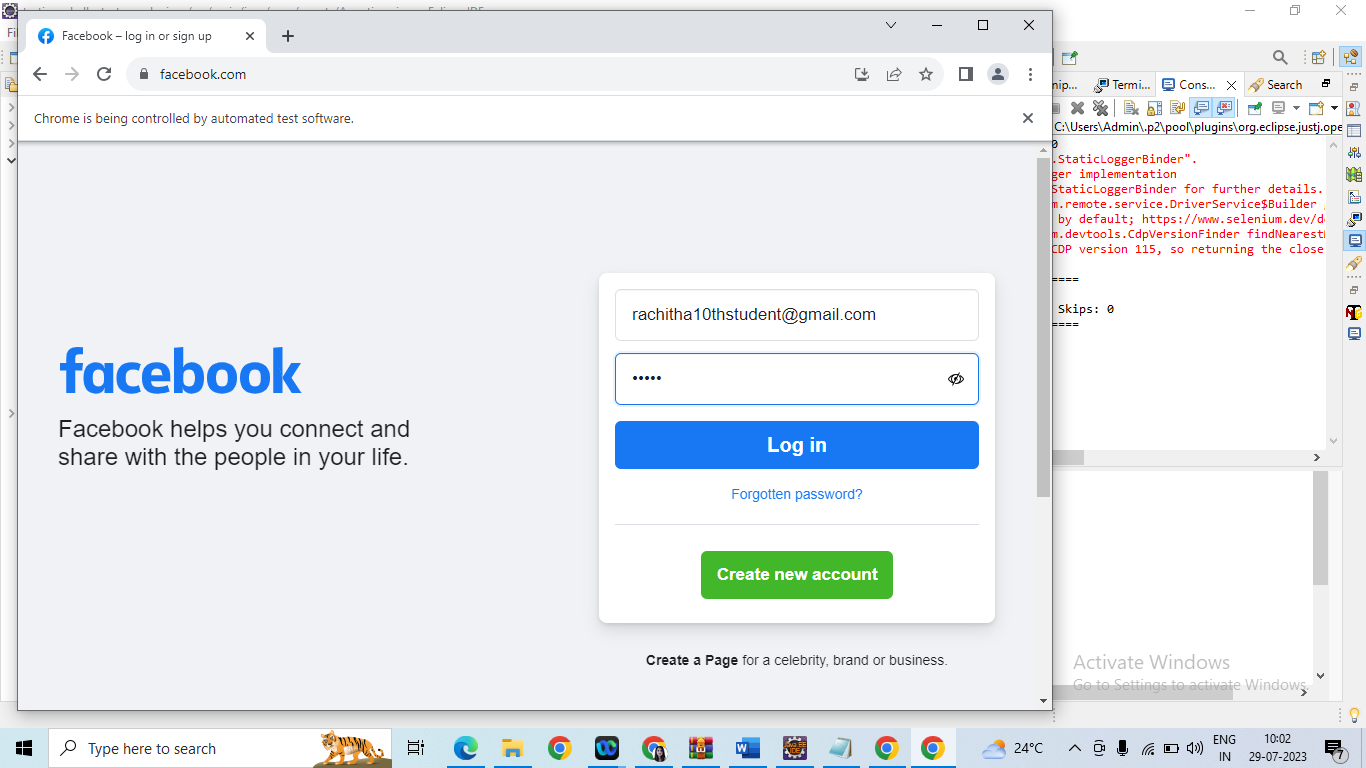 Facebook – log in or sign up
facebook.com
Chrome is being controlled by automated test software.
facebook
Facebook helps you connect and
share with the people in your life.
rachitha10thstudent@gmail.com
•••••
Log in
Forgotten password?
Create new account
Create a Page for a celebrity, brand or business.
Termi... Cons... Search
C:\Users\Admin\.p2\pool\plugins\org.eclipse.justj.ope
0
.StaticLoggerBinder".
ger implementation
StaticLoggerBinder for further details.
m.remote.service.DriverService$Builder
by default; https://www.selenium.dev/d
m.devtools.CdpVersionFinder findNearest
CDP version 115, so returning the close
====
Skips: 0
====
Activate Windows
Go to Settings to activate Windows.
Type here to search
24°C
ENG
IN
10:02
29-07-2023
7